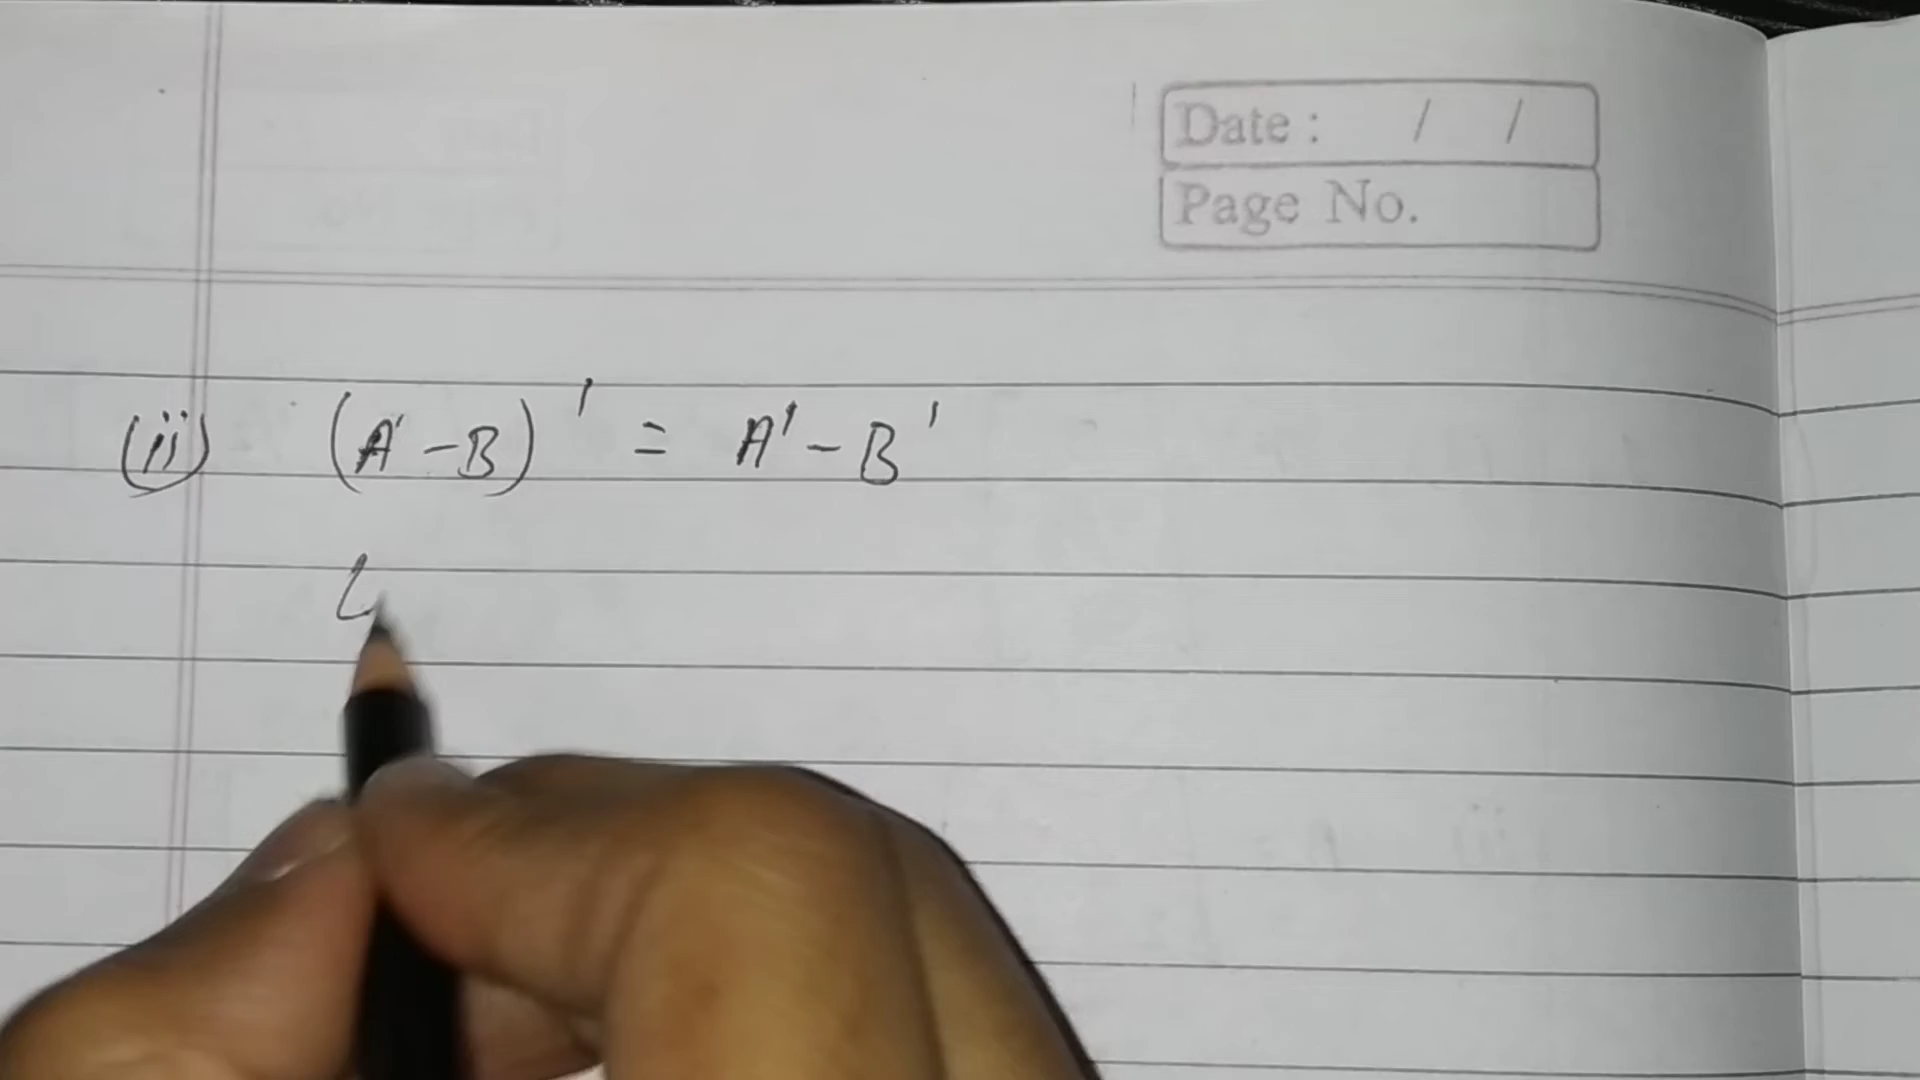 Date : / /
Page No.
(ii) (A' - B)' = A' - B'
L